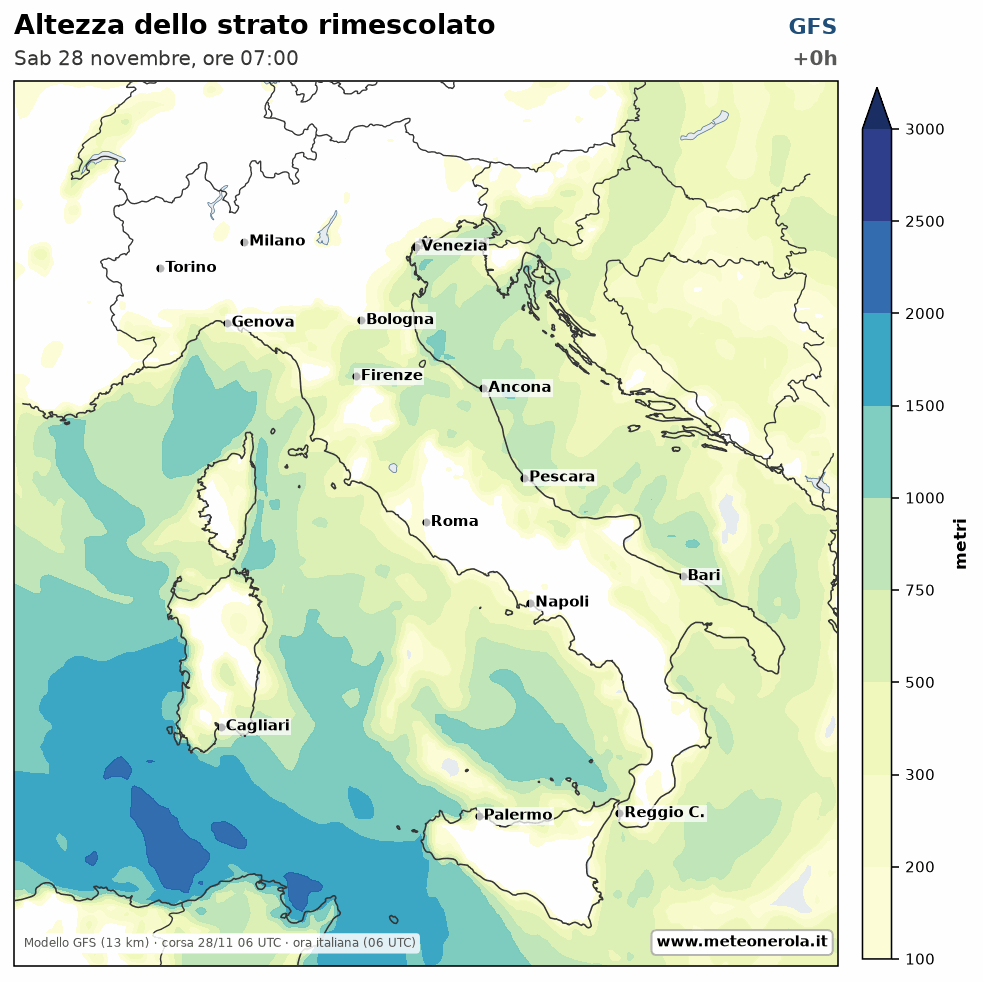 Altezza dello strato rimescolato
GFS
Sab 28 novembre, ore 07:00
+0h
3000
2500
2000
1500
1000
750
500
300
200
100
metri
Milano
Venezia
Torino
Genova
Bologna
Firenze
Ancona
Pescara
Roma
Bari
Napoli
Cagliari
Palermo
Reggio C.
Modello GFS (13 km) · corsa 28/11 06 UTC · ora italiana (06 UTC)
www.meteonerola.it